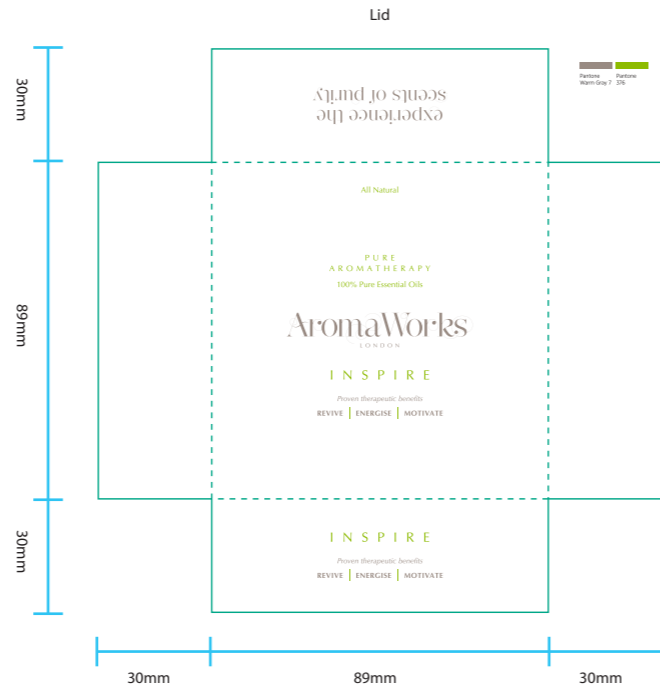 Lid
30mm
Pantone
Warm-Gray 7
Pantone
376
experience the
scents of purity
All Natural
89mm
PURE
AROMATHERAPY
100% Pure Essential Oils
AromaWorks
LONDON
INSPIRE
Proven therapeutic benefits
REVIVE | ENERGISE | MOTIVATE
30mm
INSPIRE
Proven therapeutic benefits
REVIVE | ENERGISE | MOTIVATE
30mm
89mm
30mm